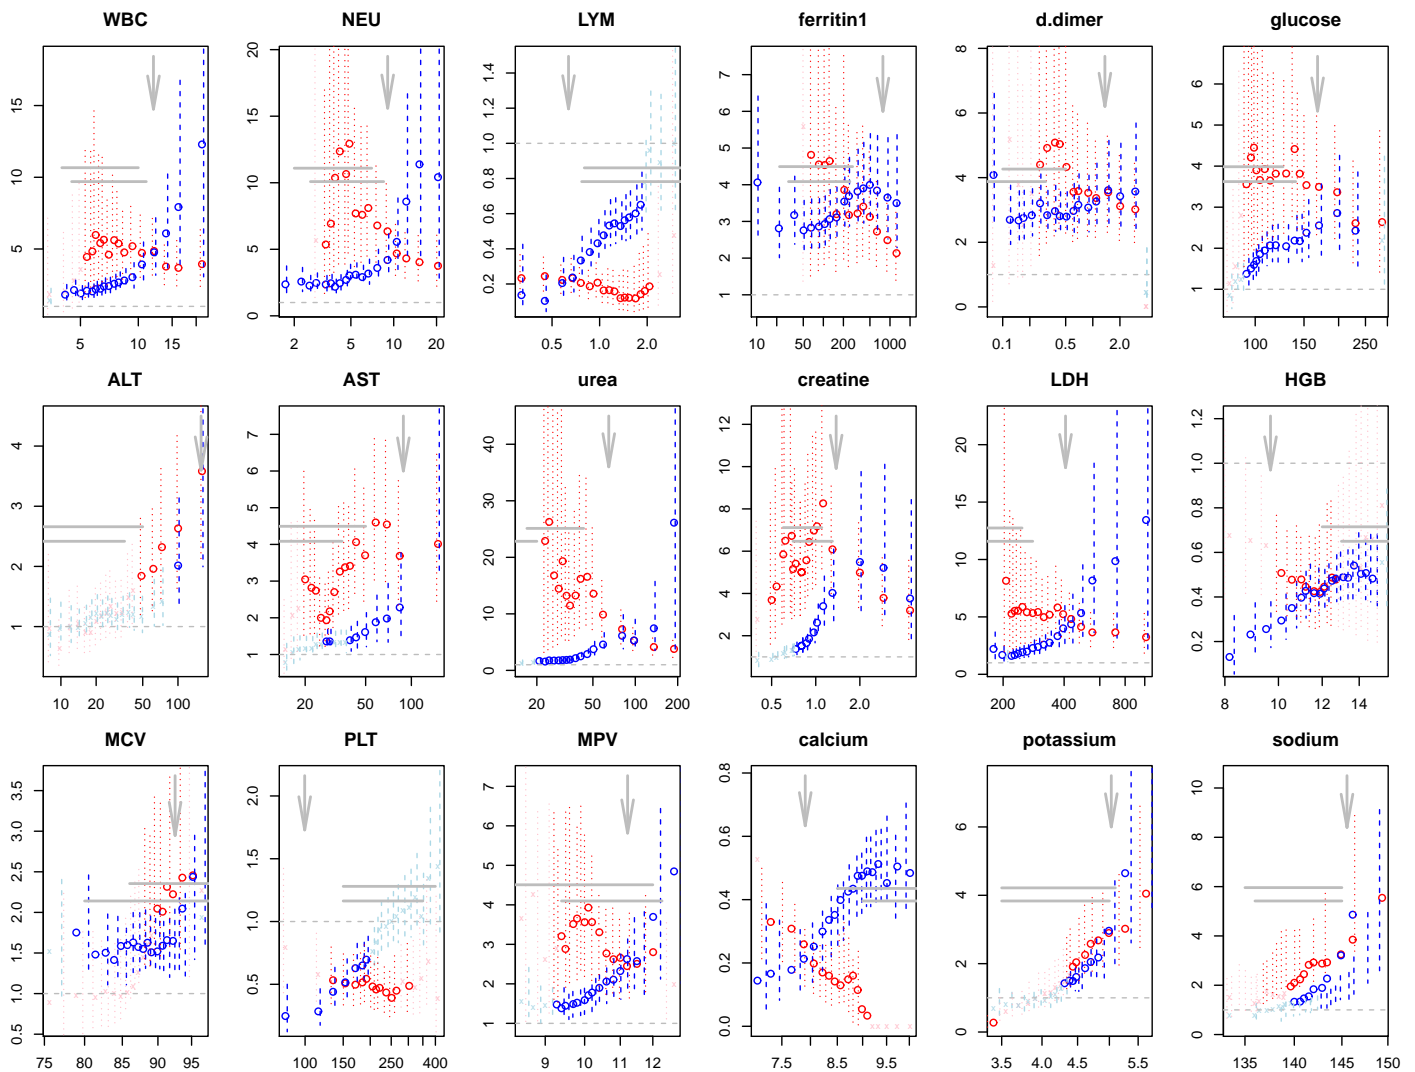 WBC NEU LYM ferritin1 d.dimer glucose
5 10 15
5 15
0 5 10 15 20
2 5 10 20
0.2 0.4 0.6 0.8 1.0 1.2 1.4
0.5 1.0 2.0
1 2 3 4 5 6 7
10 50 200 1000
0 2 4 6 8
0.1 0.5 2.0
1 2 3 4 5 6
100 150 250
ALT AST urea creatine LDH HGB
1 2 3 4
10 20 50 100
1 2 3 4 5 6 7
20 50 100
0 10 20 30 40
20 50 100 200
0 2 4 6 8 10 12
0.5 1.0 2.0
0 5 10 15 20
200 400 800
0.2 0.4 0.6 0.8 1.0 1.2
8 10 12 14
MCV PLT MPV calcium potassium sodium
0.5 1.0 1.5 2.0 2.5 3.0 3.5
75 80 85 90 95
0.5 1.0 1.5 2.0
100 150 250 400
1 2 3 4 5 6 7
9 10 11 12
0.0 0.2 0.4 0.6 0.8
7.5 8.5 9.5
0 2 4 6
3.5 4.0 4.5 5.5
0 2 4 6 8 10
135 140 145 150